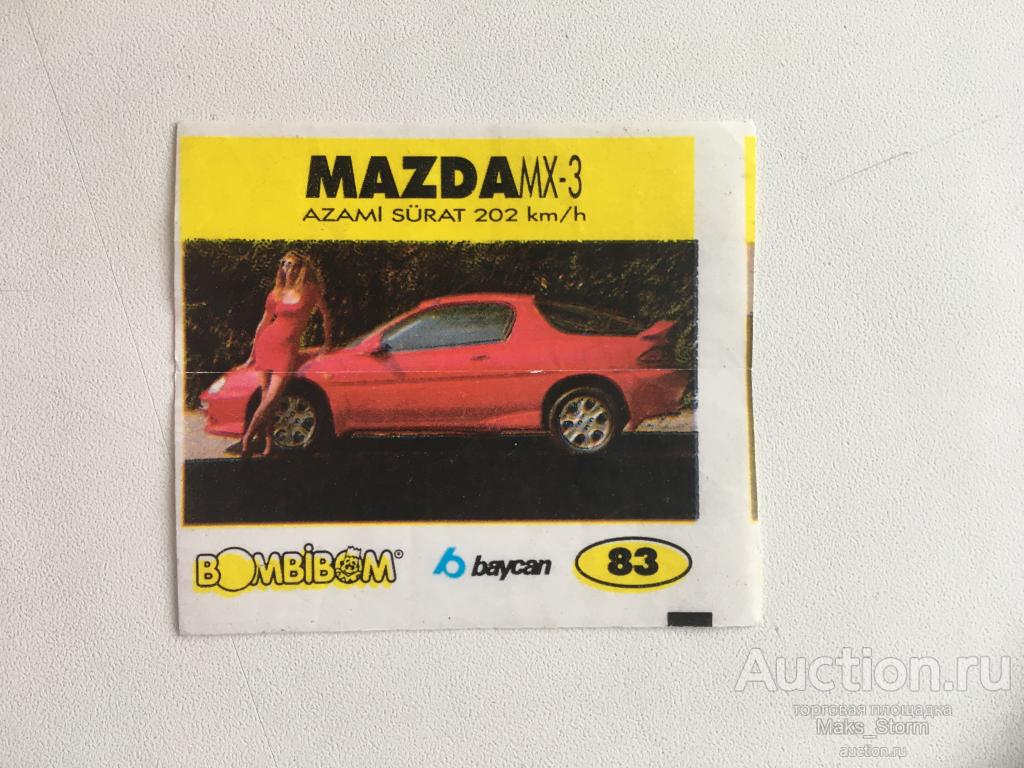 MAZDA MX-3
AZAMİ SÜRAT 202 km/h
BOMBİBOM®
baycan
83
Auction.ru
торговая площадка
Maks_Storm
auction.ru